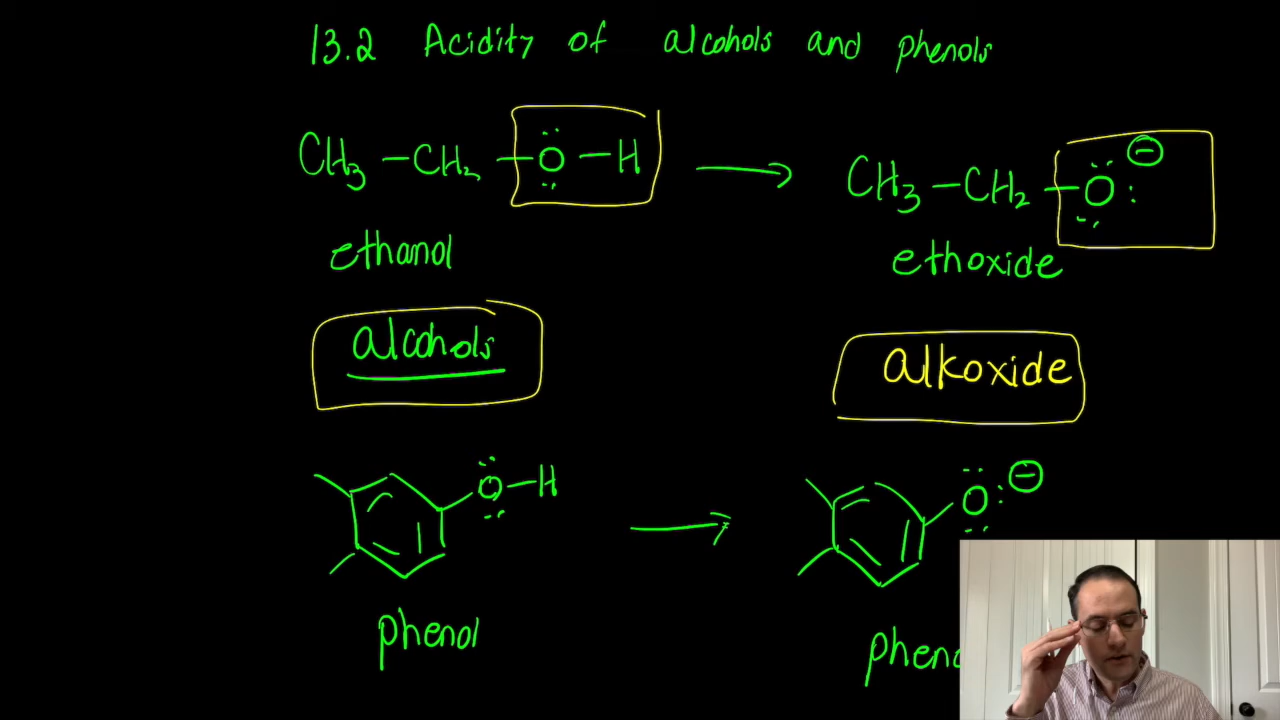 13.2 Acidity of alcohols and phenols
CH3 – CH2 – O – H → CH3 – CH2 – O: ⊖
ethanol
ethoxide
alcohols
alkoxide
O – H → O: ⊖
phenol